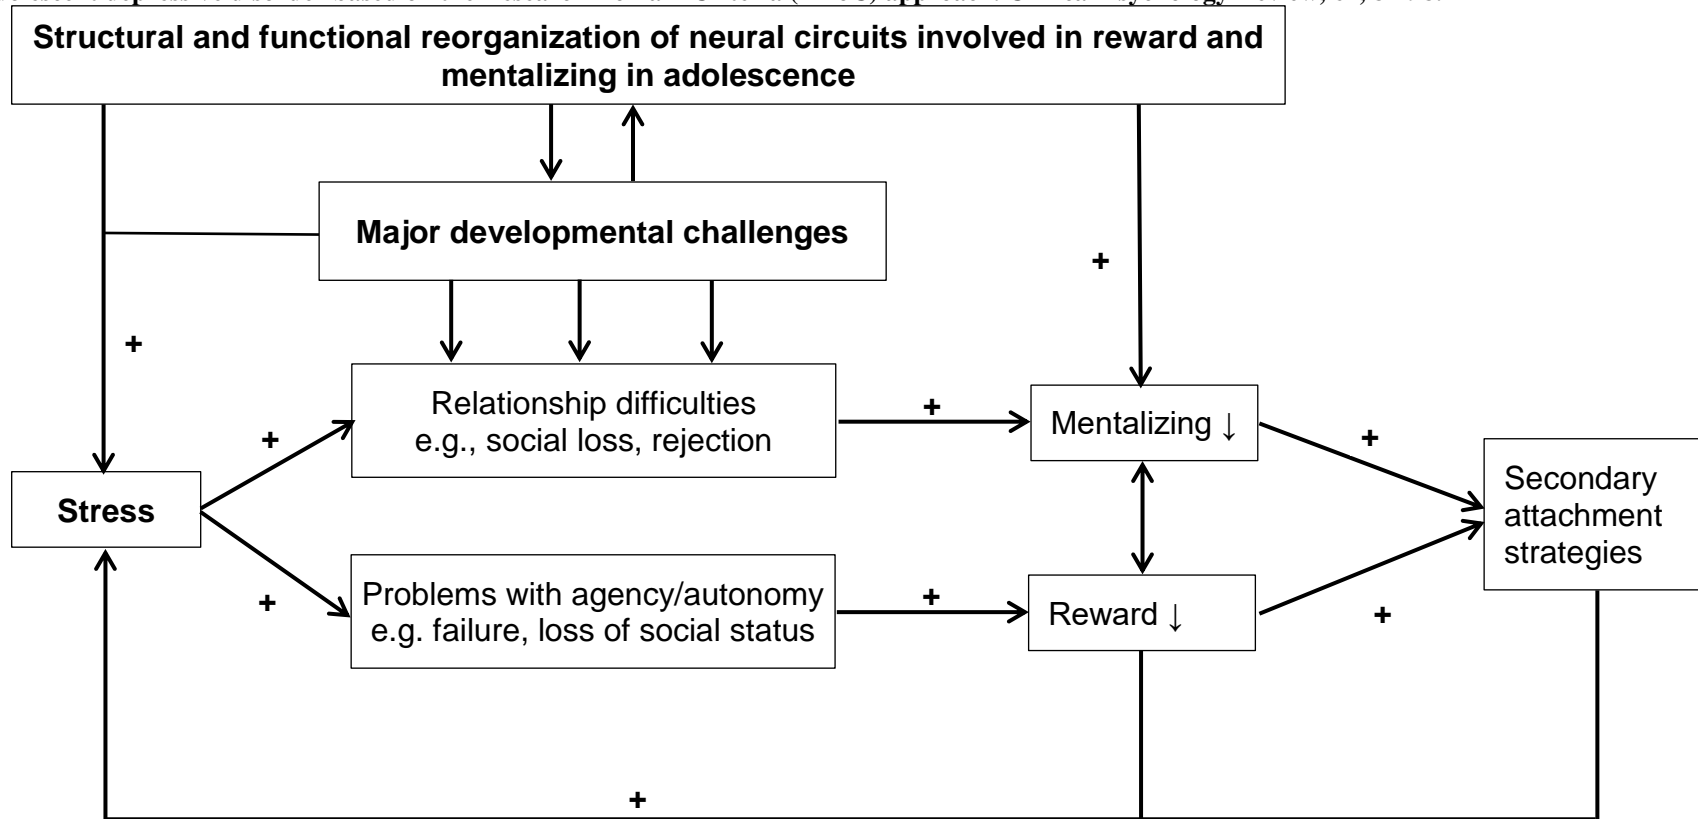 Structural and functional reorganization of neural circuits involved in reward and
mentalizing in adolescence
Major developmental challenges
+
+
Relationship difficulties
e.g., social loss, rejection
+
+
Mentalizing ↓
+
Stress
Secondary
attachment
strategies
+
Problems with agency/autonomy
e.g. failure, loss of social status
+
Reward ↓
+
+